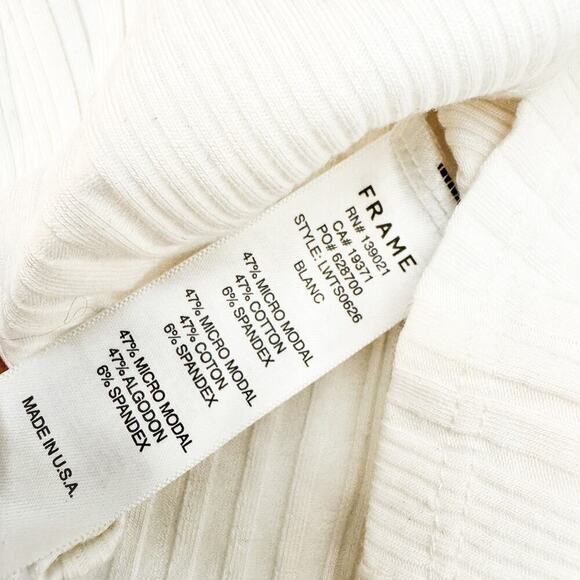 FRAME
RN# 139021
CA# 19371
PO# 628700
STYLE: LWTS0626
BLANC
47% MICRO MODAL
47% COTTON
6% SPANDEX
47% MICRO MODAL
47% COTON
6% SPANDEX
47% MICRO MODAL
47% ALGODON
6% SPANDEX
MADE IN U.S.A.